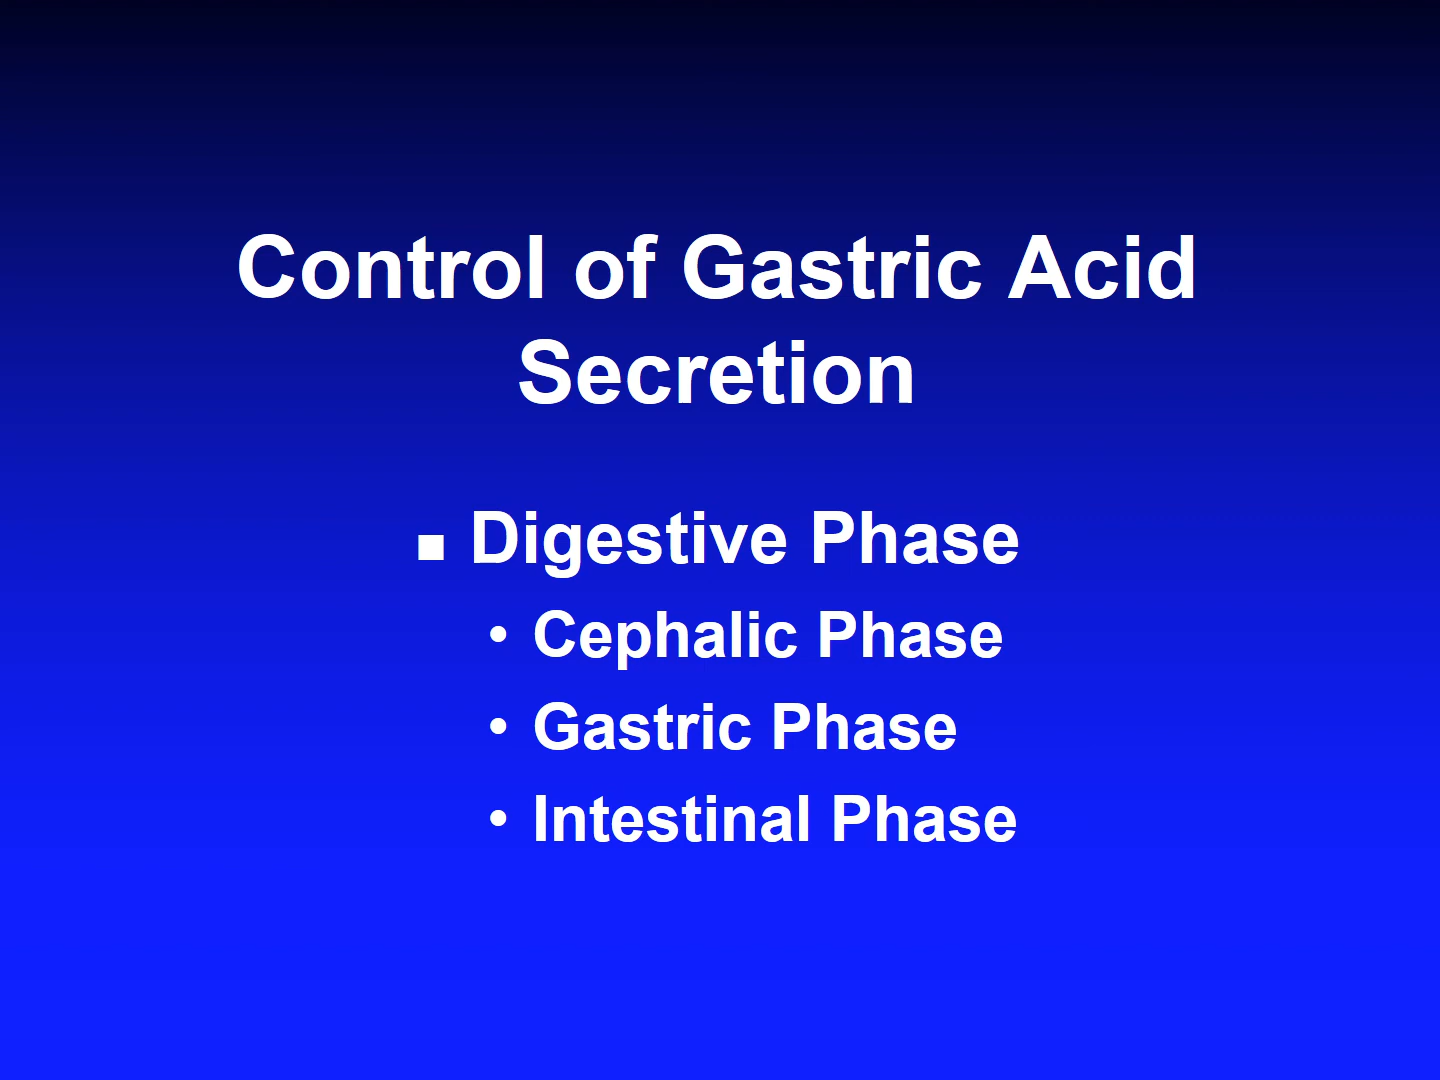 Control of Gastric Acid
Secretion
■ Digestive Phase
• Cephalic Phase
• Gastric Phase
• Intestinal Phase